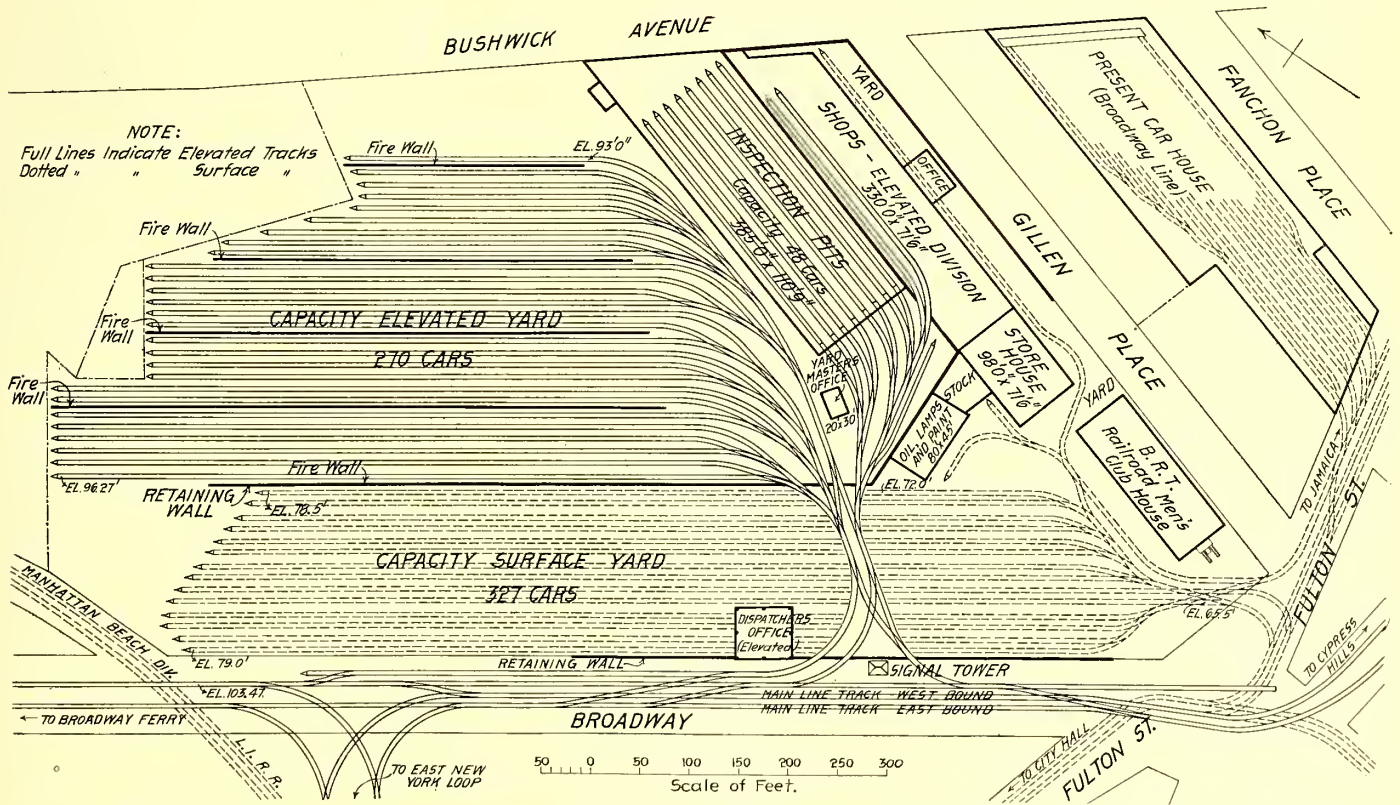 BUSHWICK AVENUE
NOTE:
Full Lines Indicate Elevated Tracks
Dotted " " Surface "
Fire Wall
EL. 93'0"
Fire Wall
Fire Wall
Fire Wall
CAPACITY ELEVATED YARD
270 CARS
Fire Wall
EL. 96.27'
RETAINING WALL
EL. 78.5'
CAPACITY SURFACE YARD
327 CARS
EL. 79.0'
RETAINING WALL
DISPATCHERS
OFFICE
(Elevated)
SIGNAL TOWER
MANHATTAN BEACH DIV.
L.I.R.R.
EL. 103.47.
TO BROADWAY FERRY
BROADWAY
MAIN LINE TRACK WEST BOUND
MAIN LINE TRACK EAST BOUND
TO EAST NEW
YORK LOOP
50 0 50 100 150 200 250 300
Scale of Feet.
INSPECTION PITS
Capacity 48 Cars
385'0" x 110'9"
SHOPS - ELEVATED DIVISION
330'0" x 71'6"
YARD
OFFICE
GILLEN PLACE
PRESENT CAR HOUSE
(Broadway Line)
FANCHON PLACE
YARD
MASTERS
OFFICE
20x30'
STORE
HOUSE
98'0" x 71'6"
STOCK
OIL LAMPS
AND PAINT
80x45'
EL. 72.0'
YARD
B. R. T.
Railroad Men's
Club House
EL. 65.5'
TO JAMAICA
FULTON ST.
TO CYPRESS
HILLS
TO CITY HALL
FULTON ST.